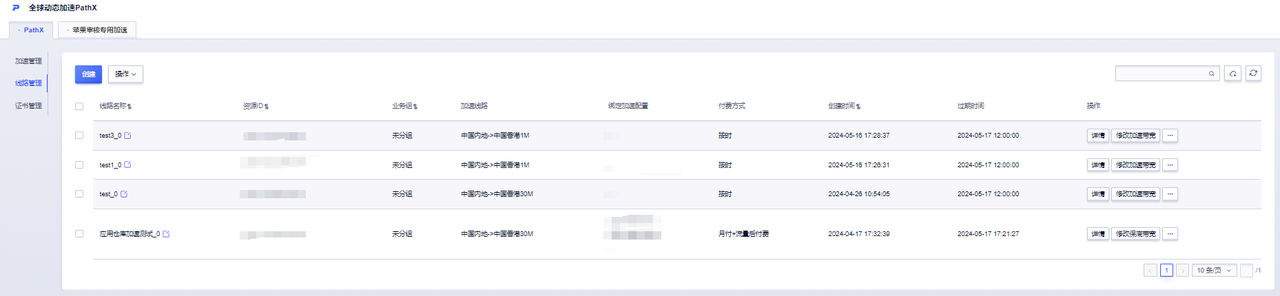 全球动态加速PathX
PathX
苹果审核专用加速
加速管理
线路管理
证书管理
创建
操作
线路名称 资源ID 业务组 加速线路 绑定加速配置 付费方式 创建时间 过期时间 操作
test3_0 未分组 中国内地->中国香港1M 按时 2024-05-16 17:28:37 2024-05-17 12:00:00 详情 修改加速带宽 ...
test1_0 未分组 中国内地->中国香港1M 按时 2024-05-16 17:26:31 2024-05-17 12:00:00 详情 修改加速带宽 ...
test_0 未分组 中国内地->中国香港30M 按时 2024-04-26 10:54:05 2024-05-17 12:00:00 详情 修改加速带宽 ...
应用仓库加速测试_0 未分组 中国内地->中国香港30M 月付+流量后付费 2024-04-17 17:32:39 2024-05-17 17:21:27 详情 修改保底带宽 ...
1 10 条/页 /1